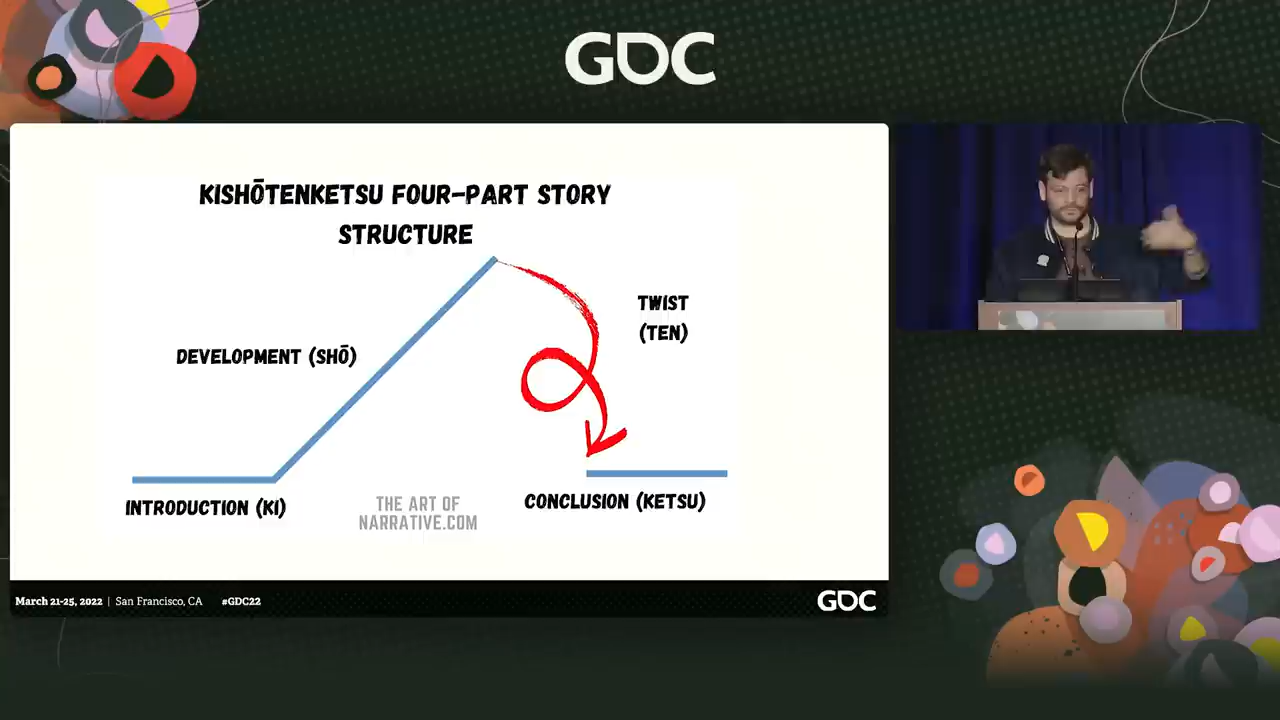 GDC
KISHŌTENKETSU FOUR-PART STORY
STRUCTURE
TWIST
(TEN)
DEVELOPMENT (SHŌ)
INTRODUCTION (KI)
THE ART OF
NARRATIVE.COM
CONCLUSION (KETSU)
March 21-25, 2022 | San Francisco, CA #GDC22
GDC